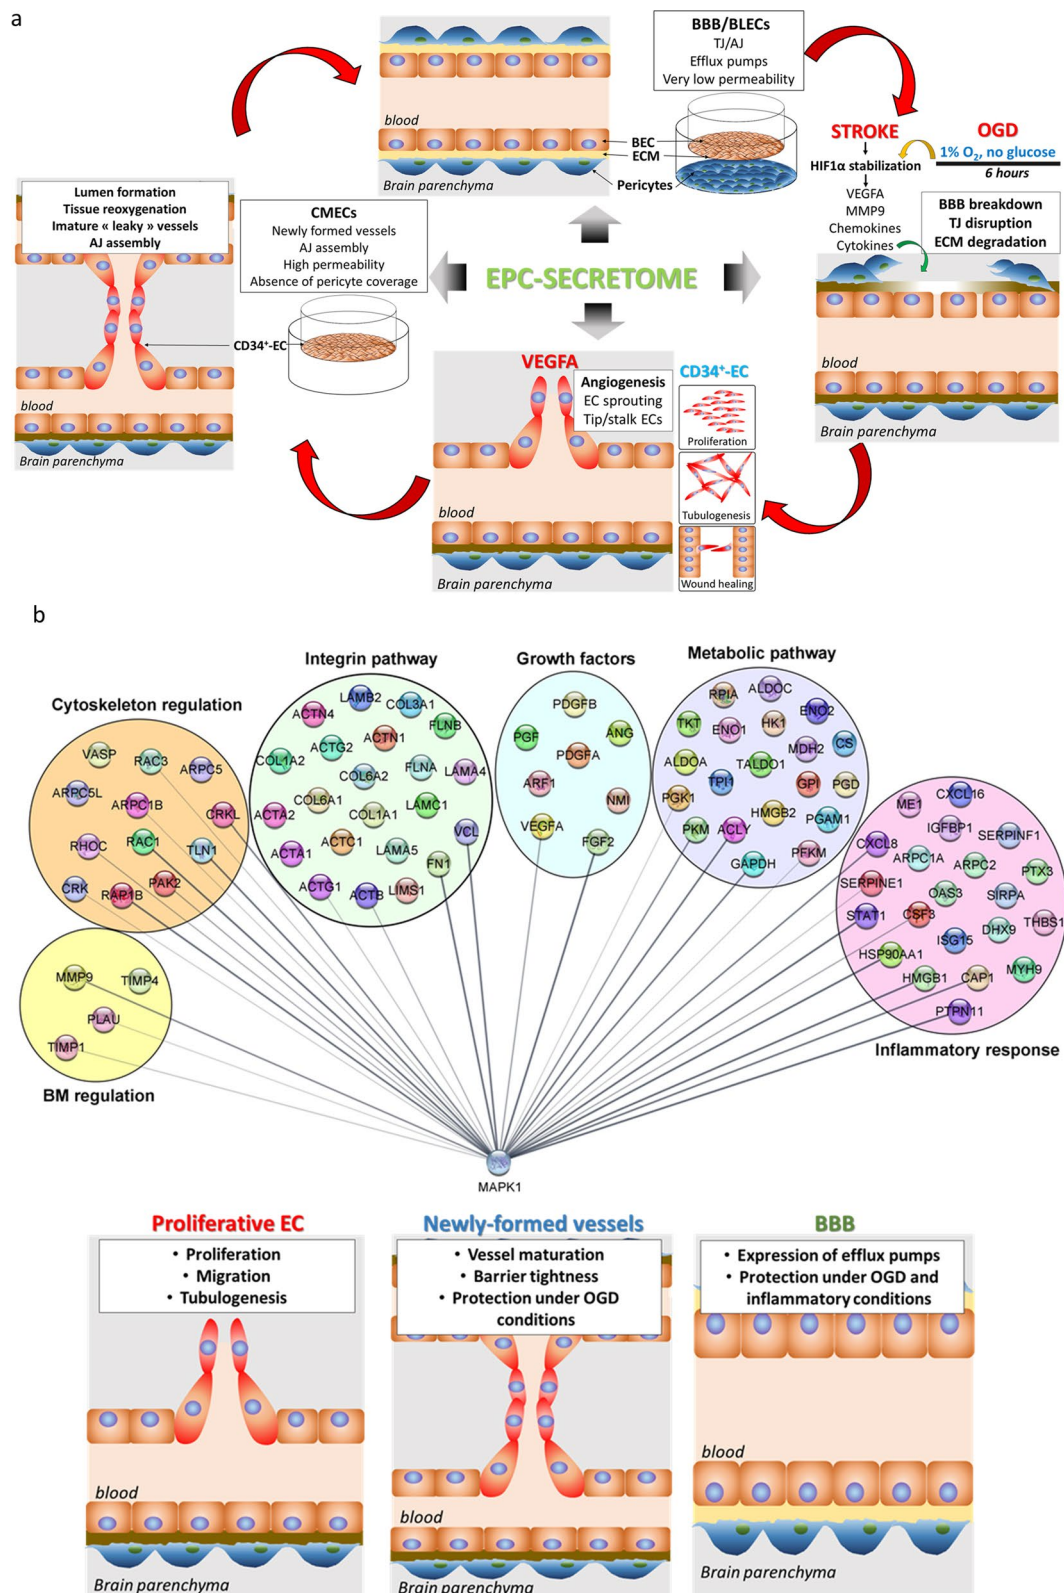 a
BBB/BLECs
TJ/AJ
Efflux pumps
Very low permeability
blood
BEC
ECM
Pericytes
Brain parenchyma
STROKE
OGD
HIF1α stabilization
1% O2, no glucose
6 hours
VEGFA
MMP9
Chemokines
Cytokines
BBB breakdown
TJ disruption
ECM degradation
blood
Brain parenchyma
Lumen formation
Tissue reoxygenation
Imature « leaky » vessels
AJ assembly
CMECs
Newly formed vessels
AJ assembly
High permeability
Absence of pericyte coverage
CD34+-EC
blood
Brain parenchyma
EPC-SECRETOME
VEGFA
Angiogenesis
EC sprouting
Tip/stalk ECs
CD34+-EC
Proliferation
Tubulogenesis
Wound healing
blood
Brain parenchyma
b
Cytoskeleton regulation
VASP
RAC3
ARPC5
ARPC5L
ARPC1B
CRKL
RHOC
RAC1
TLN1
CRK
RAP1B
PAK2
Integrin pathway
LAMB2
COL3A1
ACTN4
FLNB
ACTG2
ACTN1
COL1A2
COL6A2
FLNA
LAMA4
COL6A1
COL1A1
LAMC1
ACTA2
VCL
ACTA1
ACTC1
LAMA5
FN1
ACTG1
ACTB
LIMS1
Growth factors
PDGFB
PGF
ANG
PDGFA
ARF1
NMI
VEGFA
FGF2
Metabolic pathway
RPIA
ALDOC
TKT
ENO1
HK1
ENO2
MDH2
CS
ALDOA
TALDO1
TPI1
GPI
PGD
PGK1
HMGB2
PGAM1
PKM
ACLY
GAPDH
PFKM
CXCL16
ME1
IGFBP1
SERPINF1
CXCL8
ARPC1A
ARPC2
PTX3
SERPINE1
OAS3
SIRPA
STAT1
CSF3
THBS1
DHX9
ISG15
HSP90AA1
HMGB1
CAP1
MYH9
PTPN11
Inflammatory response
MMP9
TIMP4
PLAU
TIMP1
BM regulation
MAPK1
Proliferative EC
• Proliferation
• Migration
• Tubulogenesis
blood
Brain parenchyma
Newly-formed vessels
• Vessel maturation
• Barrier tightness
• Protection under OGD
conditions
blood
Brain parenchyma
BBB
• Expression of efflux pumps
• Protection under OGD and
inflammatory conditions
blood
Brain parenchyma